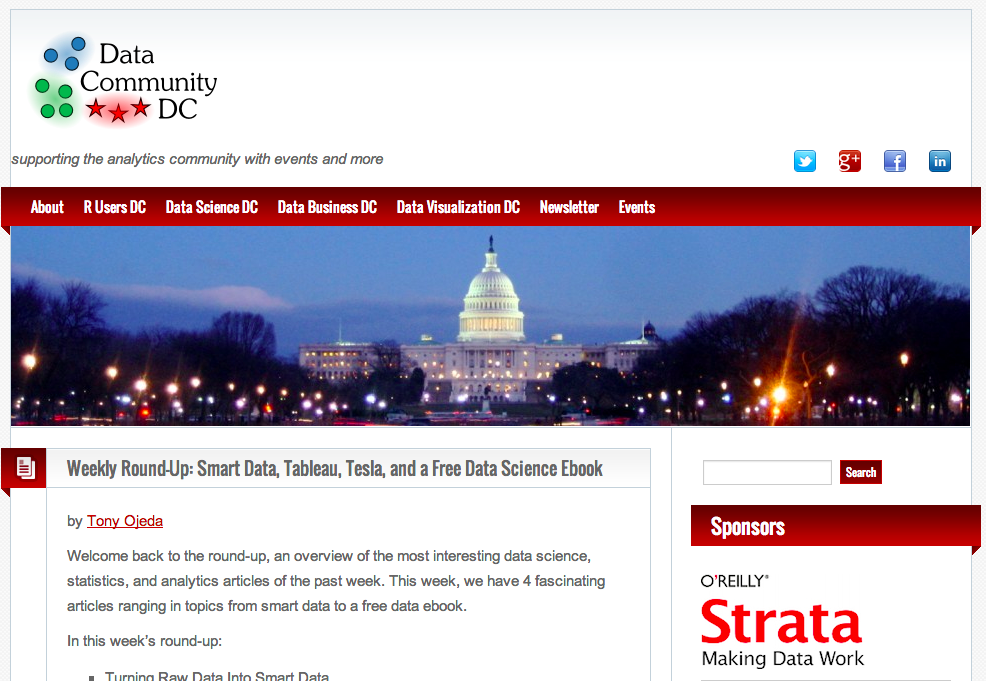 Data
Community
DC
supporting the analytics community with events and more
g+ f in
About R Users DC Data Science DC Data Business DC Data Visualization DC Newsletter Events
Weekly Round-Up: Smart Data, Tableau, Tesla, and a Free Data Science Ebook
by Tony Ojeda
Welcome back to the round-up, an overview of the most interesting data science,
statistics, and analytics articles of the past week. This week, we have 4 fascinating
articles ranging in topics from smart data to a free data ebook.
In this week’s round-up:
Turning Raw Data Into Smart Data
Search
Sponsors
O'REILLY®
Strata
Making Data Work